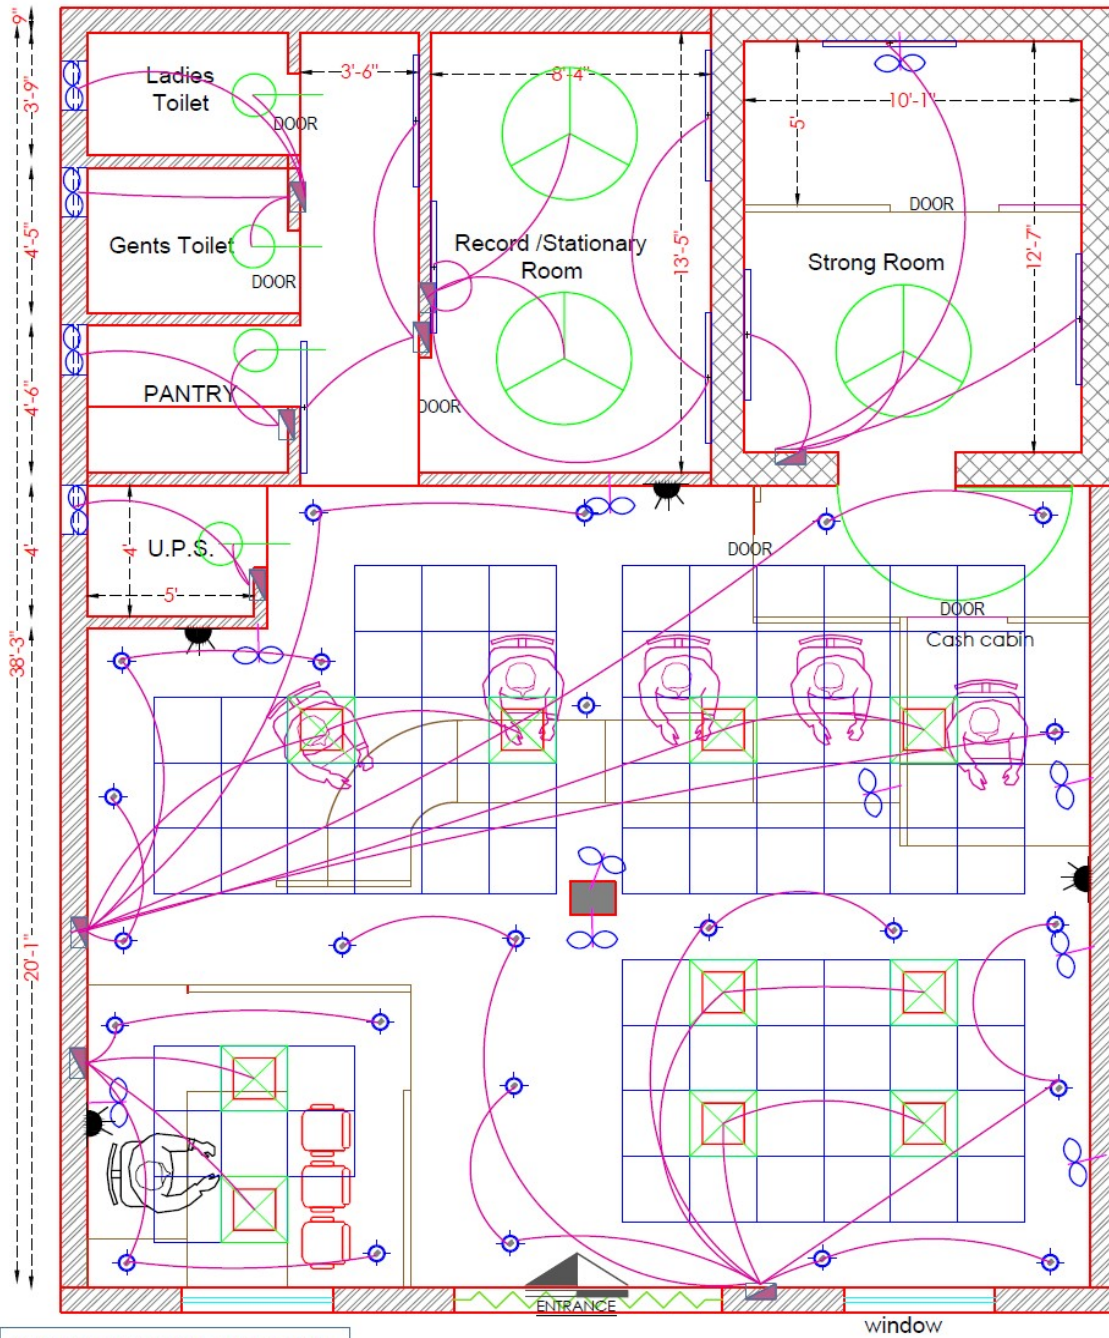 9"
3'-9"
4'-5"
4'-6"
4'
38'-3"
20'-1"
Ladies
Toilet
DOOR
3'-6"
8'-4"
10'-1"
5'
Gents Toilet
DOOR
Record /Stationary
Room
13'-5"
DOOR
Strong Room
12'-7"
PANTRY
DOOR
U.P.S.
4'
5'
DOOR
DOOR
Cash cabin
ENTRANCE
window